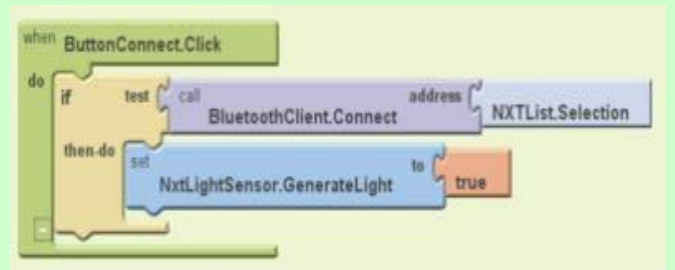 when ButtonConnect.Click
do if test call BluetoothClient.Connect address NXTList.Selection
then-do set NxtLightSensor.GenerateLight to true